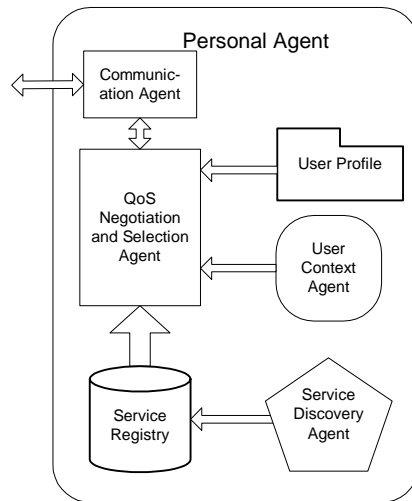 Personal Agent
Communic-
ation Agent
User Profile
QoS
Negotiation
and Selection
Agent
User
Context
Agent
Service
Registry
Service
Discovery
Agent